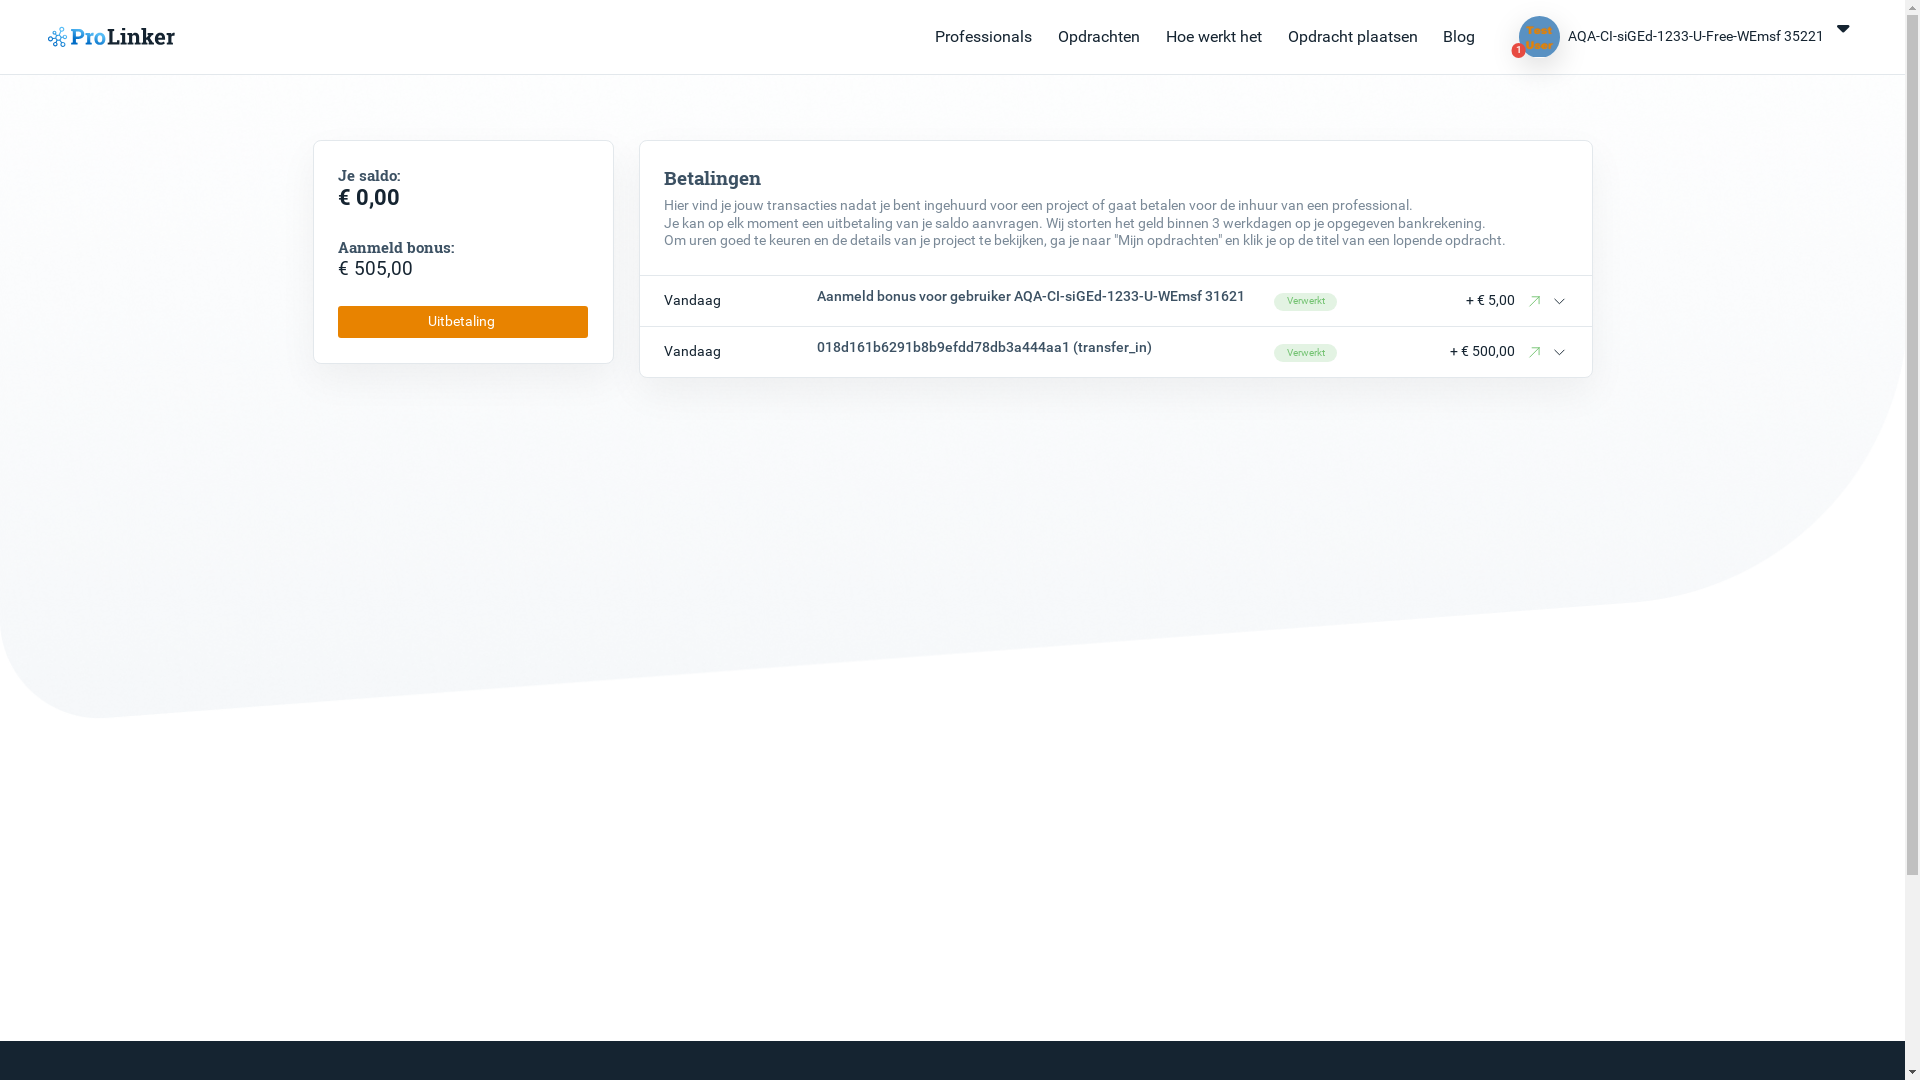 ProLinker
Professionals
Opdrachten
Hoe werkt het
Opdracht plaatsen
Blog
Test
User
1
AQA-CI-siGEd-1233-U-Free-WEmsf 35221
Je saldo:
€ 0,00
Aanmeld bonus:
€ 505,00
Uitbetaling
Betalingen
Hier vind je jouw transacties nadat je bent ingehuurd voor een project of gaat betalen voor de inhuur van een professional.
Je kan op elk moment een uitbetaling van je saldo aanvragen. Wij storten het geld binnen 3 werkdagen op je opgegeven bankrekening.
Om uren goed te keuren en de details van je project te bekijken, ga je naar "Mijn opdrachten" en klik je op de titel van een lopende opdracht.
Vandaag
Aanmeld bonus voor gebruiker AQA-CI-siGEd-1233-U-WEmsf 31621
Verwerkt
+ € 5,00
Vandaag
018d161b6291b8b9efdd78db3a444aa1 (transfer_in)
Verwerkt
+ € 500,00